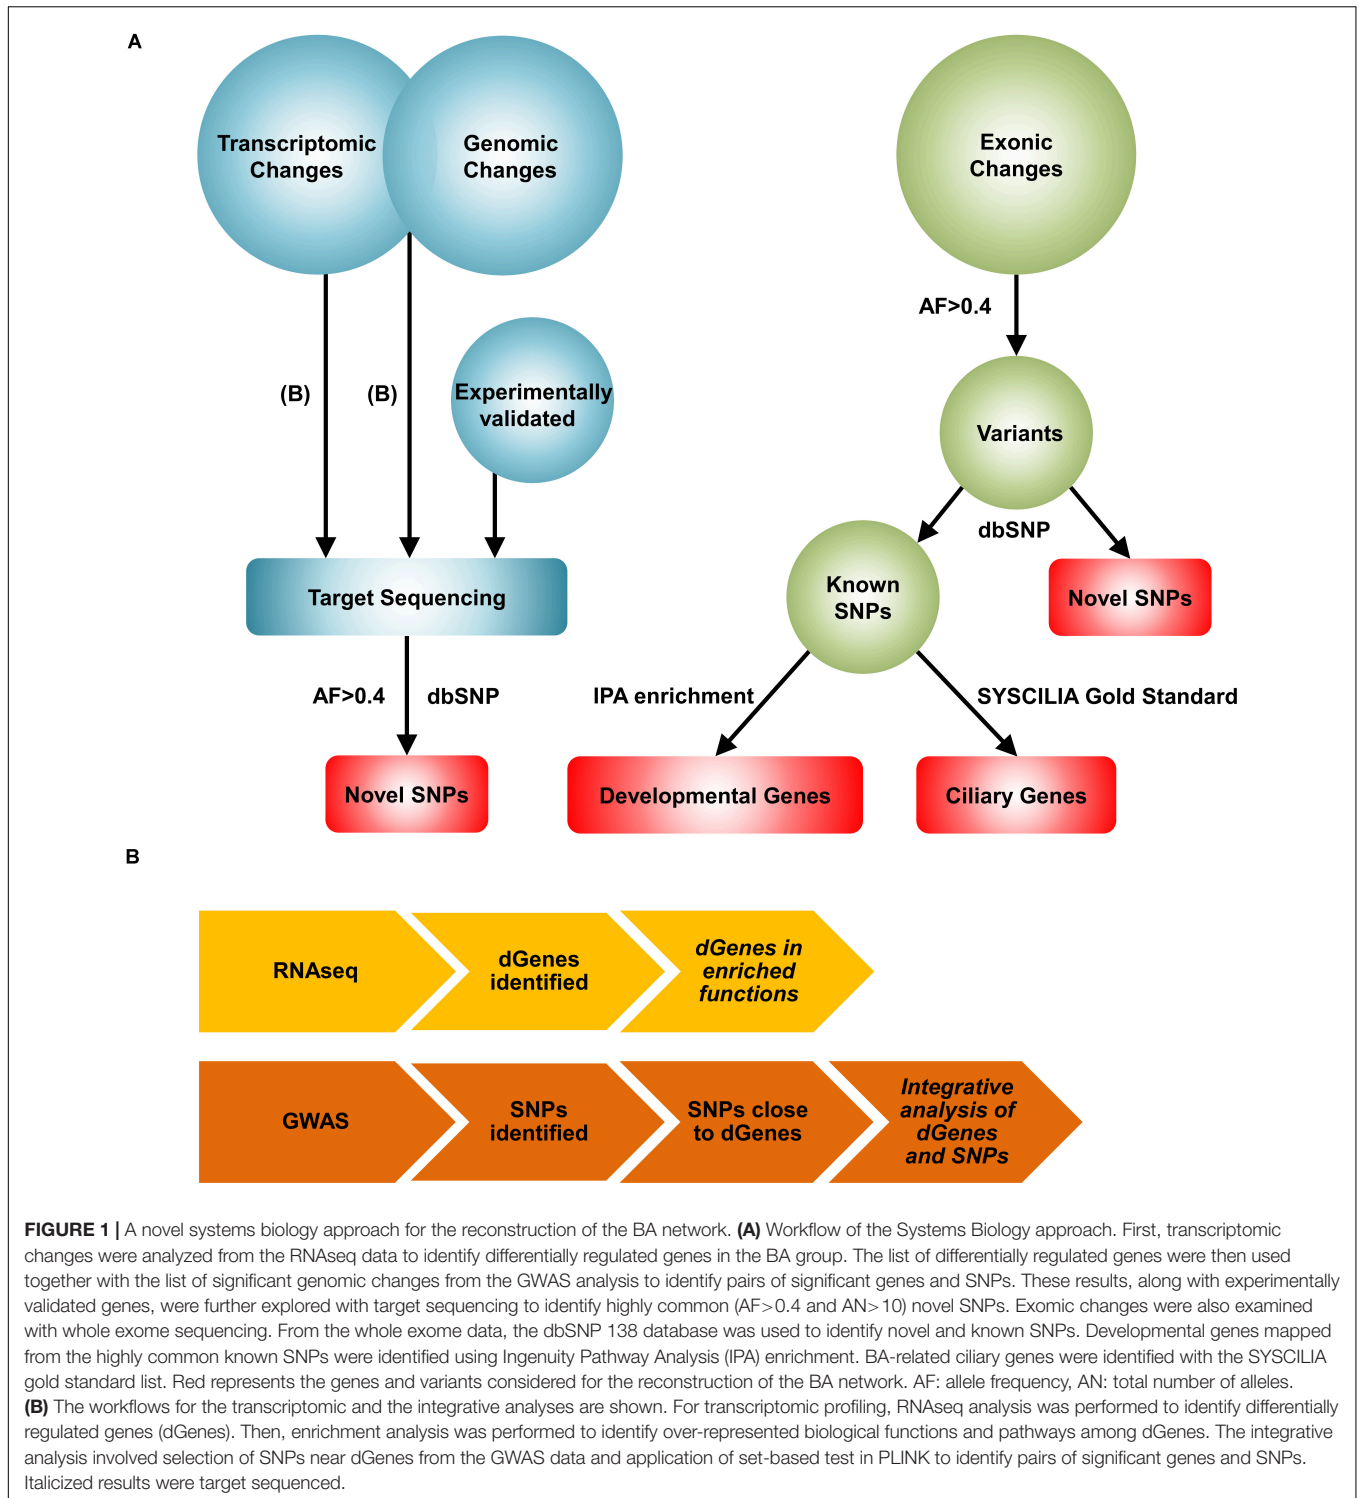 A
Transcriptomic
Changes
Genomic
Changes
Exonic
Changes
AF>0.4
(B)
(B)
Experimentally
validated
Variants
dbSNP
Known
SNPs
Novel SNPs
Target Sequencing
IPA enrichment
SYSCILIA Gold Standard
AF>0.4
dbSNP
Novel SNPs
Developmental Genes
Ciliary Genes
B
RNAseq
dGenes
identified
dGenes in
enriched
functions
GWAS
SNPs
identified
SNPs close
to dGenes
Integrative
analysis of
dGenes
and SNPs
FIGURE 1 | A novel systems biology approach for the reconstruction of the BA network. (A) Workflow of the Systems Biology approach. First, transcriptomic
changes were analyzed from the RNAseq data to identify differentially regulated genes in the BA group. The list of differentially regulated genes were then used
together with the list of significant genomic changes from the GWAS analysis to identify pairs of significant genes and SNPs. These results, along with experimentally
validated genes, were further explored with target sequencing to identify highly common (AF>0.4 and AN>10) novel SNPs. Exomic changes were also examined
with whole exome sequencing. From the whole exome data, the dbSNP 138 database was used to identify novel and known SNPs. Developmental genes mapped
from the highly common known SNPs were identified using Ingenuity Pathway Analysis (IPA) enrichment. BA-related ciliary genes were identified with the SYSCILIA
gold standard list. Red represents the genes and variants considered for the reconstruction of the BA network. AF: allele frequency, AN: total number of alleles.
(B) The workflows for the transcriptomic and the integrative analyses are shown. For transcriptomic profiling, RNAseq analysis was performed to identify differentially
regulated genes (dGenes). Then, enrichment analysis was performed to identify over-represented biological functions and pathways among dGenes. The integrative
analysis involved selection of SNPs near dGenes from the GWAS data and application of set-based test in PLINK to identify pairs of significant genes and SNPs.
Italicized results were target sequenced.